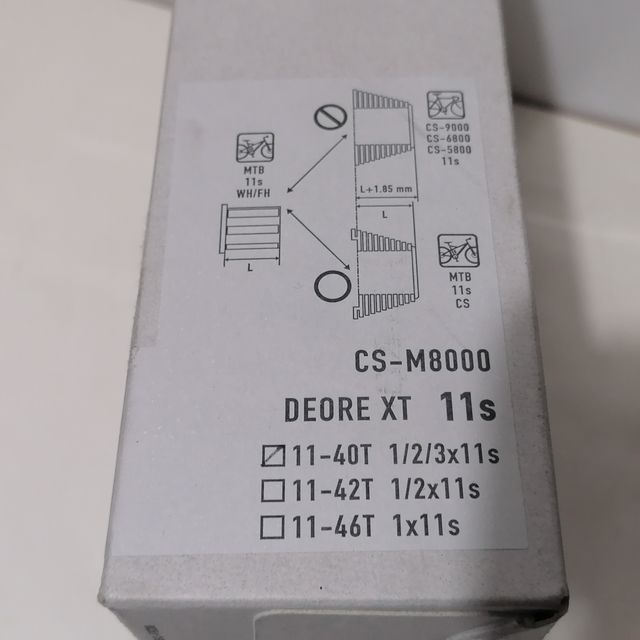 CS-9000
CS-6800
CS-5800
11s
MTB
11s
WH/FH
L+1.85 mm
L
L
MTB
11s
CS
CS-M8000
DEORE XT 11s
11-40T 1/2/3x11s
11-42T 1/2x11s
11-46T 1x11s